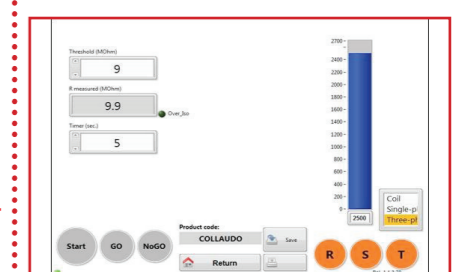 Threshold (MOhm)
9
R measured (MOhm)
9.9
Over_Iso
Timer (sec.)
5
2700
2400
2200
2000
1800
1600
1400
1200
1000
800
600
400
200
0
2500
Coil
Single-p
Three-ph
Product code:
COLLAUDO
Save
Return
Start
GO
NoGO
R
S
T